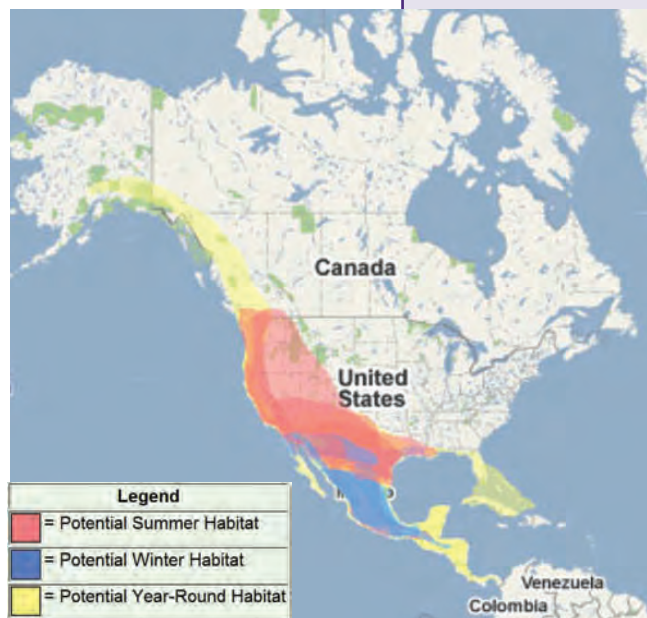 Canada
United
States
Legend
= Potential Summer Habitat
= Potential Winter Habitat
= Potential Year-Round Habitat
Venezuela
Colombia